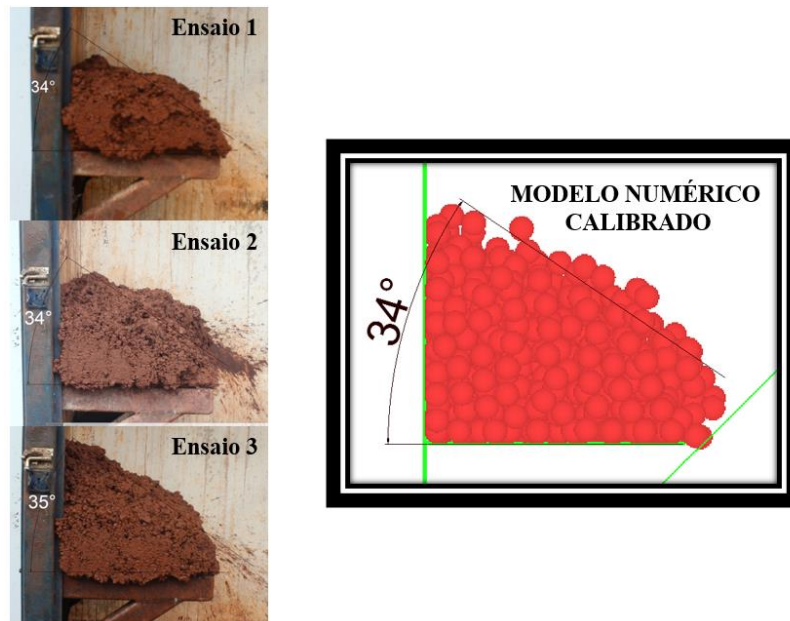 Ensaio 1
34°
Ensaio 2
34°
Ensaio 3
35°
MODELO NUMÉRICO
CALIBRADO
34°